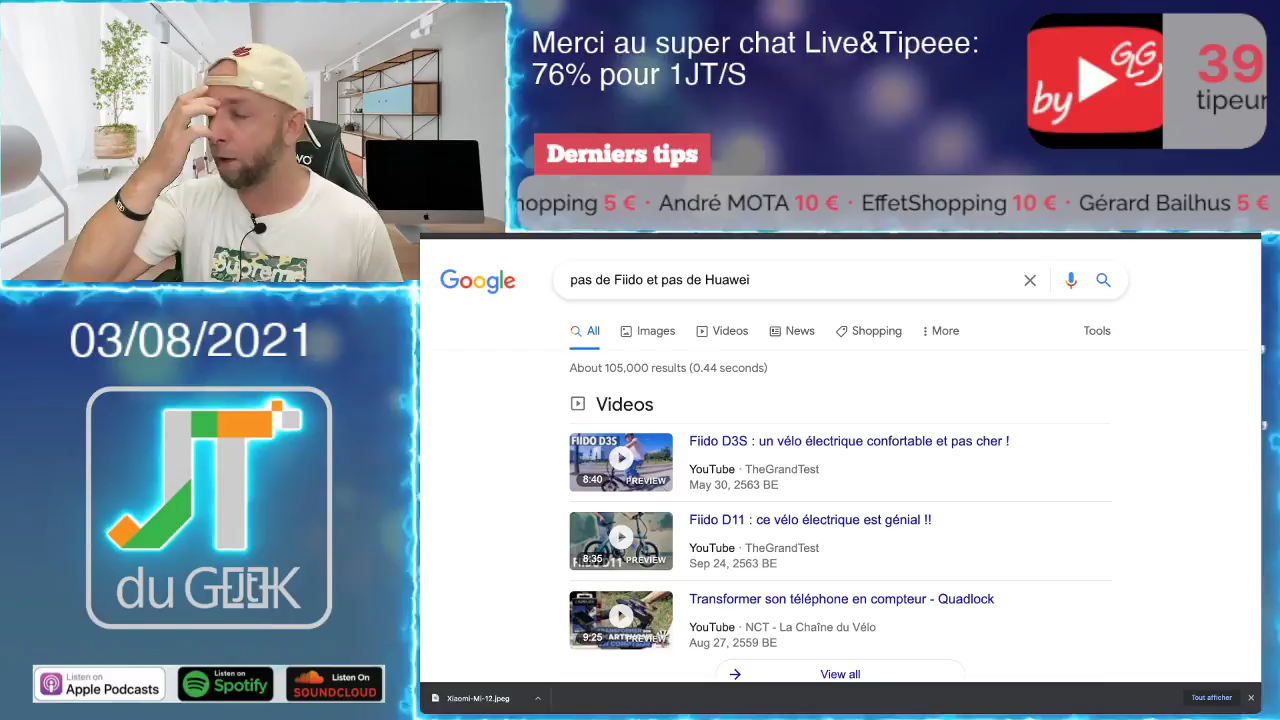 Merci au super chat Live&Tipeee:
76% pour 1JT/S
by
GG
39
tipeur
Derniers tips
hopping 5 € · André MOTA 10 € · EffetShopping 10 € · Gérard Bailhus 5 €
Supreme
03/08/2021
JT
du GEEK
Listen on
Apple Podcasts
Listen on
Spotify
Listen On
SOUNDCLOUD
Google
pas de Fiido et pas de Huawei
All
Images
Videos
News
Shopping
More
Tools
About 105,000 results (0.44 seconds)
Videos
FIIDO D3S
8:40
PREVIEW
Fiido D3S : un vélo électrique confortable et pas cher !
YouTube · TheGrandTest
May 30, 2563 BE
8:35
PREVIEW
Fiido D11 : ce vélo électrique est génial !!
YouTube · TheGrandTest
Sep 24, 2563 BE
9:25
PREVIEW
Transformer son téléphone en compteur - Quadlock
YouTube · NCT - La Chaîne du Vélo
Aug 27, 2559 BE
View all
Xiaomi-Mi-12.jpeg
Tout afficher